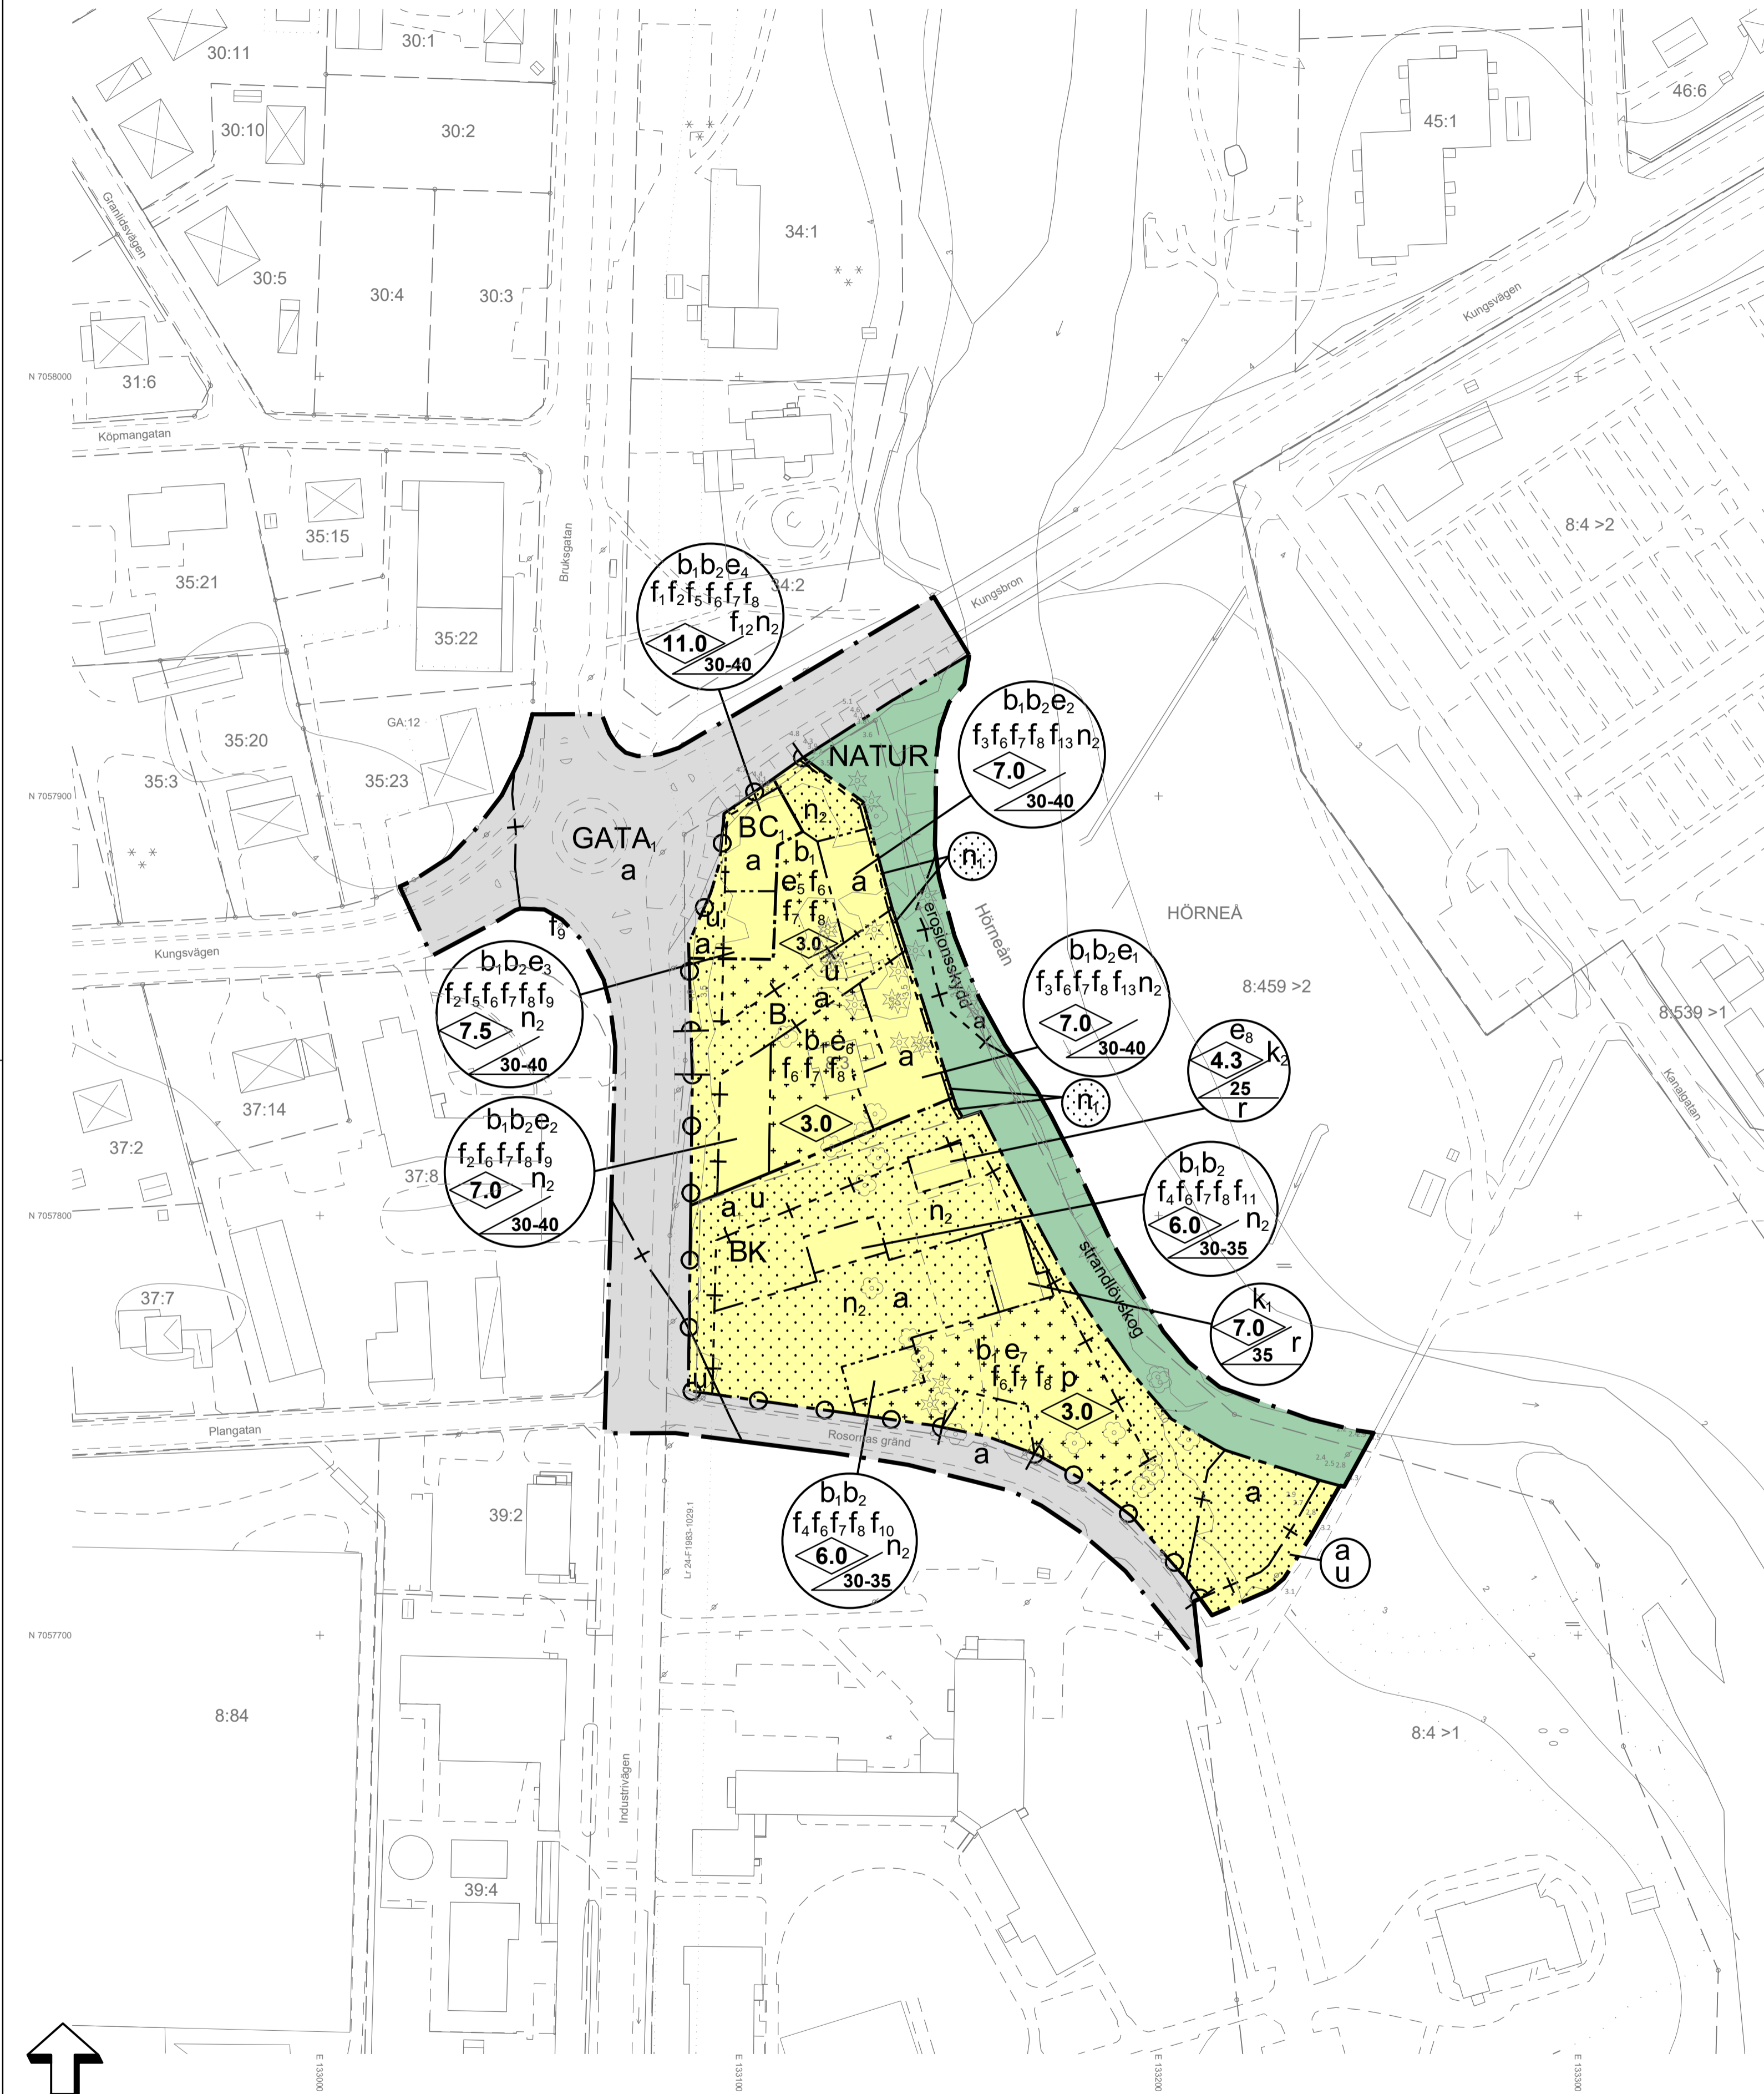 30:11
30:1
46:6
45:1
30:10
30:2
Granlidsvägen
34:1
30:5
30:4
30:3
Kungsvägen
N 7058000
31:6
Köpmangatan
35:15
8:4 >2
Bruksgatan
35:21
34:2
Kungsbron
35:22
b₁b₂e₄
f₁f₂f₅f₆f₇f₈
f₁₂n₂
11.0
30-40
GA:12
35:20
35:3
35:23
NATUR
b₁b₂e₂
f₃f₆f₇f₈f₁₃n₂
7.0
30-40
N 7057900
GATA₁
a
BC₁
a
n₂
b₁
e₅ f₆
f₇ f₈
3.0
a
n₁
erosionsskydd
a
Hörneån
HÖRNEÅ
Kungsvägen
f₉
u
a
b₁b₂e₃
f₂f₅f₆f₇f₈f₉
n₂
7.5
30-40
u
a
B
b₁e₆
f₆f₇f₈
3.0
a
b₁b₂e₁
f₃f₆f₇f₈f₁₃n₂
7.0
30-40
8:459 >2
8:539 >1
e₈
4.3
k₂
25
r
n₁
Kanalgatan
37:14
37:2
37:8
b₁b₂e₂
f₂f₆f₇f₈f₉
n₂
7.0
30-40
N 7057800
a
u
BK
n₂
b₁b₂
f₄f₆f₇f₈f₁₁
n₂
6.0
30-35
strandlövskog
37:7
n₂
a
k₁
7.0
r
35
b₁e₇
f₆f₇f₈p
3.0
u
Plangatan
Rosornas gränd
a
a
39:2
Lr 24-F1983-1029.1
b₁b₂
f₄f₆f₇f₈f₁₀
n₂
6.0
30-35
a
u
N 7057700
8:84
8:4 >1
Industrivägen
39:4
E 133000
E 133100
E 133200
E 133300